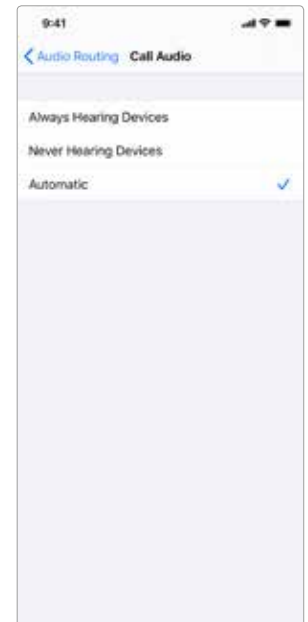 9:41
Audio Routing Call Audio
Always Hearing Devices
Never Hearing Devices
Automatic